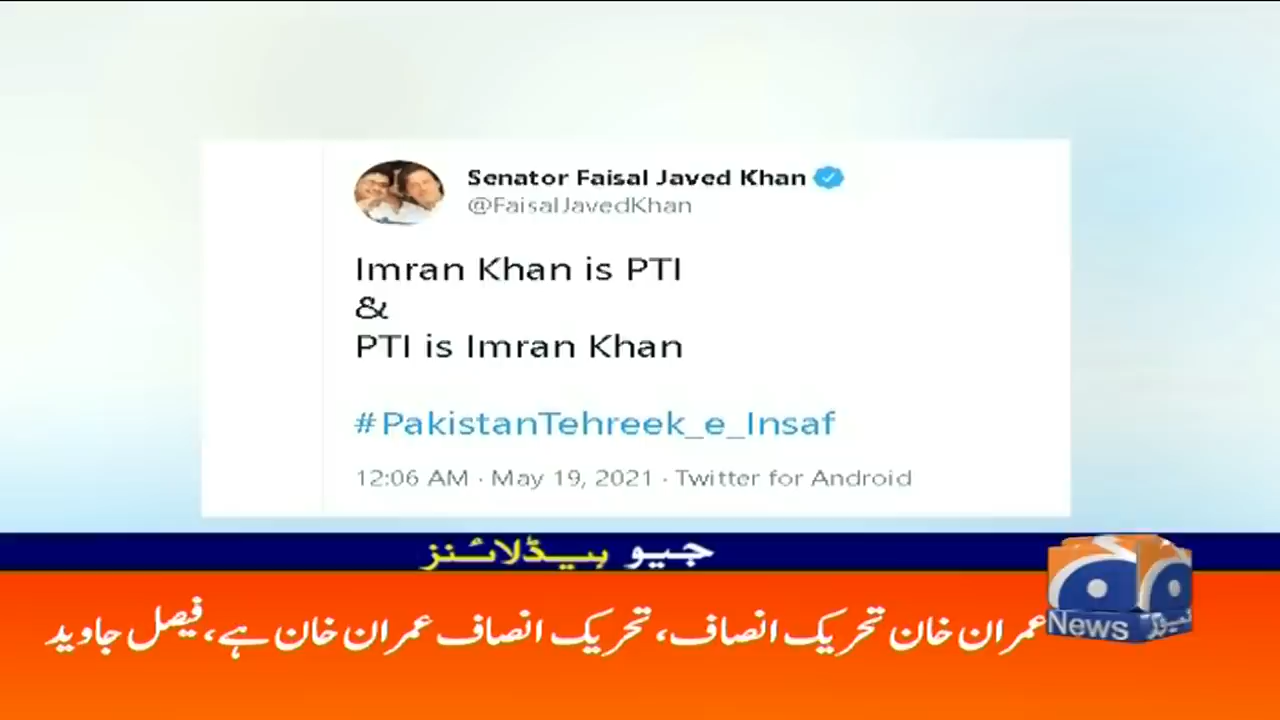 Senator Faisal Javed Khan
@FaisalJavedKhan
Imran Khan is PTI
&
PTI is Imran Khan
#PakistanTehreek_e_Insaf
12:06 AM · May 19, 2021 · Twitter for Android
جیو ہیڈلائنز
عمران خان تحریک انصاف، تحریک انصاف عمران خان ہے، فیصل جاوید
News نیوز